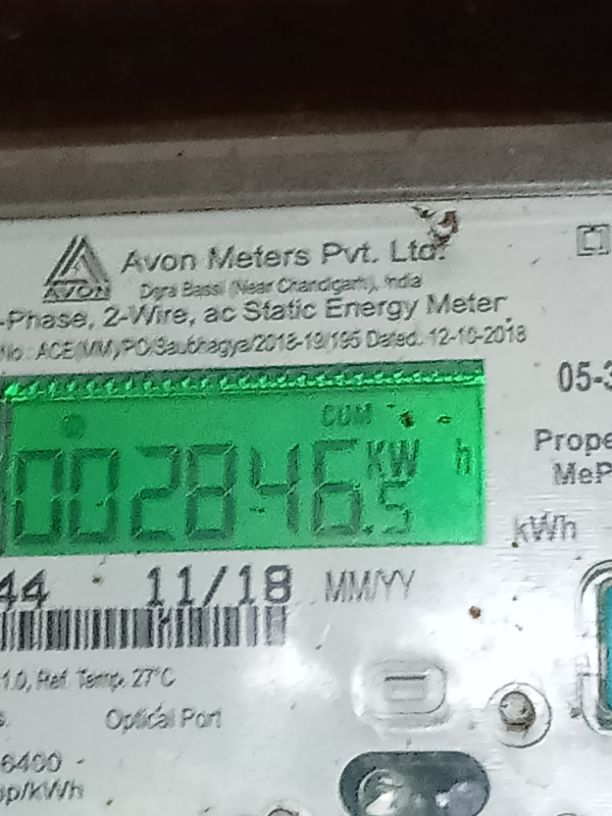 Avon Meters Pvt. Ltd.
AVON
Dera Bassi (Near Chandigarh), India
-Phase, 2-Wire, ac Static Energy Meter
No.: ACE(MM)/PO/Saubhagya/2018-19/195 Dated: 12-10-2018
05-3
CUM
002846.5 KW h
Prope
MeP
kWh
44 11/18 MM/YY
1.0, Ref. Temp. 27°C
Optical Port
6400
p/kWh